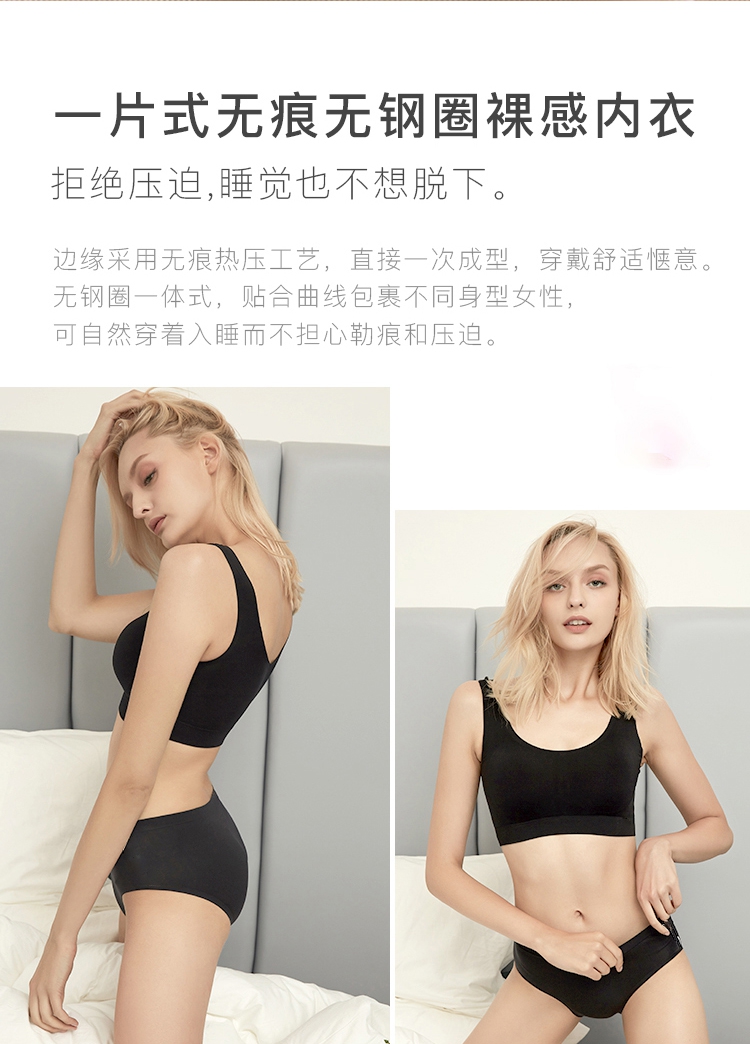 一片式无痕无钢圈裸感内衣
拒绝压迫,睡觉也不想脱下。
边缘采用无痕热压工艺，直接一次成型，穿戴舒适惬意。
无钢圈一体式，贴合曲线包裹不同身型女性，
可自然穿着入睡而不担心勒痕和压迫。